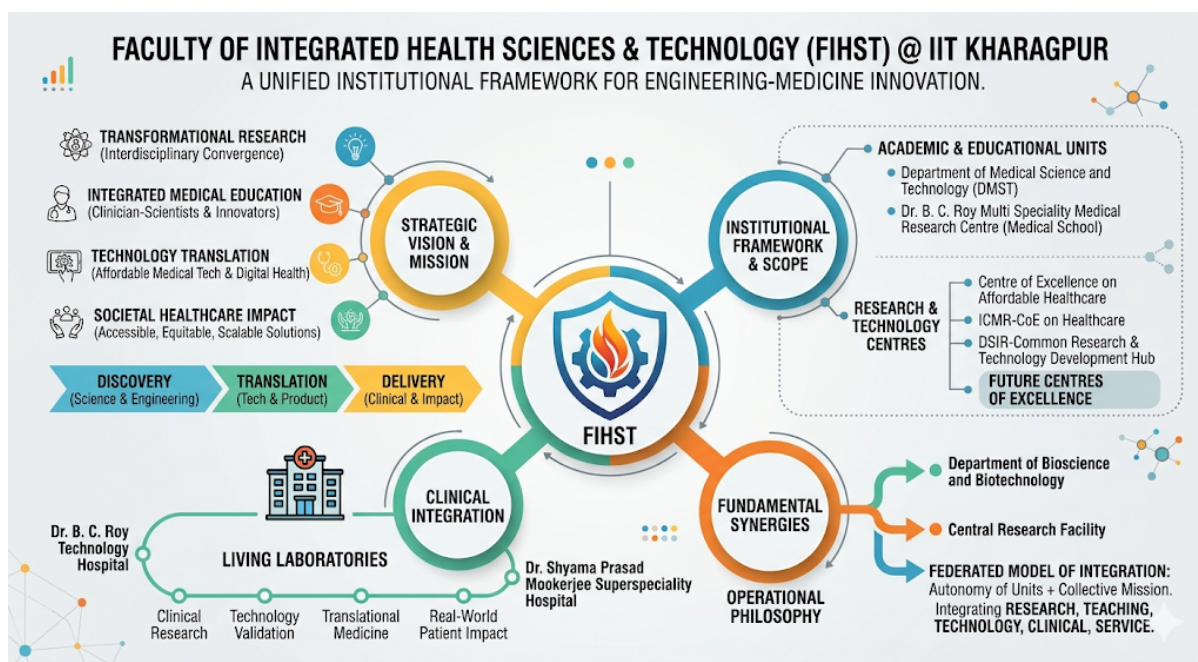 FACULTY OF INTEGRATED HEALTH SCIENCES & TECHNOLOGY (FIHST) @ IIT KHARAGPUR
A UNIFIED INSTITUTIONAL FRAMEWORK FOR ENGINEERING-MEDICINE INNOVATION.
TRANSFORMATIONAL RESEARCH
(Interdisciplinary Convergence)
INTEGRATED MEDICAL EDUCATION
(Clinician-Scientists & Innovators)
TECHNOLOGY TRANSLATION
(Affordable Medical Tech & Digital Health)
SOCIETAL HEALTHCARE IMPACT
(Accessible, Equitable, Scalable Solutions)
STRATEGIC
VISION &
MISSION
DISCOVERY
(Science & Engineering)
TRANSLATION
(Tech & Product)
DELIVERY
(Clinical & Impact)
FIHST
INSTITUTIONAL
FRAMEWORK
& SCOPE
ACADEMIC & EDUCATIONAL UNITS
Department of Medical Science and
Technology (DMST)
Dr. B. C. Roy Multi Speciality Medical
Research Centre (Medical School)
RESEARCH &
TECHNOLOGY
CENTRES
Centre of Excellence on
Affordable Healthcare
ICMR-CoE on Healthcare
DSIR-Common Research &
Technology Development Hub
FUTURE CENTRES
OF EXCELLENCE
CLINICAL
INTEGRATION
LIVING LABORATORIES
Dr. B. C. Roy
Technology
Hospital
Clinical
Research
Technology
Validation
Translational
Medicine
Real-World
Patient Impact
Dr. Shyama Prasad
Mookerjee Superspeciality
Hospital
FUNDAMENTAL
SYNERGIES
OPERATIONAL
PHILOSOPHY
Department of Bioscience
and Biotechnology
Central Research Facility
FEDERATED MODEL OF INTEGRATION:
Autonomy of Units + Collective Mission.
Integrating RESEARCH, TEACHING,
TECHNOLOGY, CLINICAL, SERVICE.